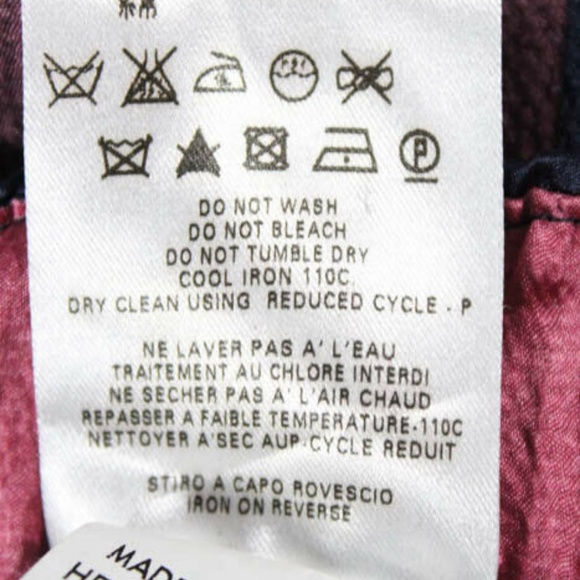 P
DO NOT WASH
DO NOT BLEACH
DO NOT TUMBLE DRY
COOL IRON 110C.
DRY CLEAN USING REDUCED CYCLE - P
NE LAVER PAS A' L'EAU
TRAITEMENT AU CHLORE INTERDI
NE SECHER PAS A' L'AIR CHAUD
REPASSER A FAIBLE TEMPERATURE-110C
NETTOYER A'SEC AUP-CYCLE REDUIT
STIRO A CAPO ROVESCIO
IRON ON REVERSE
MADE